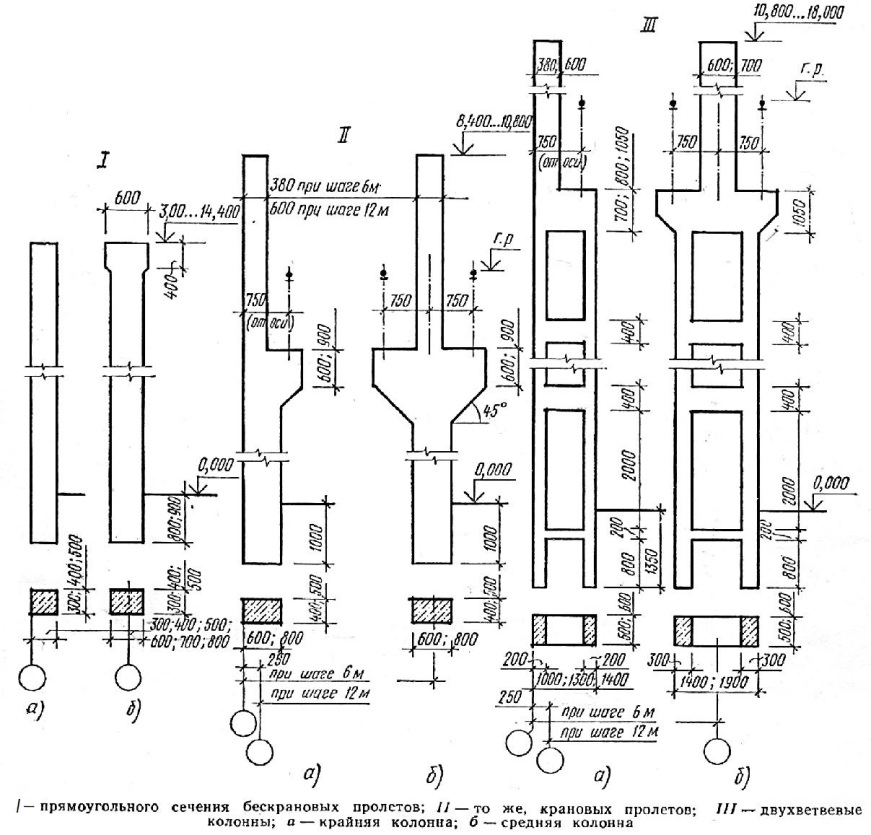 I
600
3,00...14,400
400
0,000
800; 900
300; 400; 500
300; 400; 500
300; 400; 500;
600; 700; 800
а)
б)
II
8,400...10,800
380 при шаге 6м
600 при шаге 12м
г.р
750
(от оси)
750
750
600; 900
600; 900
45°
0,000
1000
1000
400; 500
400; 500
600; 800
600; 800
250
при шаге 6 м
при шаге 12 м
а)
б)
III
10,800...18,000
380; 600
600; 700
г.р.
750
(от оси)
750
750
700; 800; 1050
1050
400
400
400
400
2000
2000
0,000
200
200
800
1350
800
500; 600
500; 600
200
200
1000; 1300
1400
300
300
1400; 1900
250
при шаге 6 м
при шаге 12 м
а)
б)
I — прямоугольного сечения бескрановых пролетов; II — то же, крановых пролетов; III — двухветвевые
колонны; а — крайняя колонна; б — средняя колонна